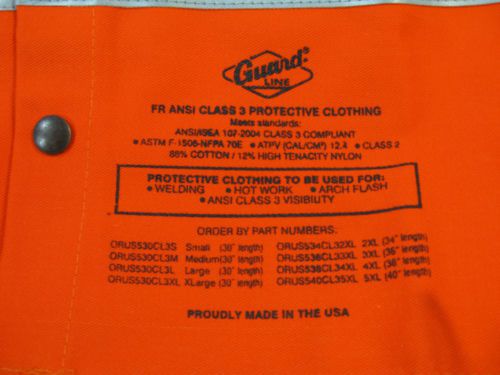 Guard
LINE
FR ANSI CLASS 3 PROTECTIVE CLOTHING
Meets standards:
ANSI/ISEA 107-2004 CLASS 3 COMPLIANT
• ASTM F-1506-NFPA 70E • ATPV (CAL/CM²) 12.4 • CLASS 2
88% COTTON / 12% HIGH TENACITY NYLON
PROTECTIVE CLOTHING TO BE USED FOR:
• WELDING • HOT WORK • ARCH FLASH
• ANSI CLASS 3 VISIBIUTY
ORDER BY PART NUMBERS:
ORUS530CL3S Small (30" length) ORUS534CL32XL 2XL (34" length)
ORUS530CL3M Medium (30" length) ORUS536CL33XL 3XL (36" length)
ORUS530CL3L Large (30" length) ORUS538CL34XL 4XL (38" length)
ORUS530CL3XL XLarge (30" length) ORUS540CL35XL 5XL (40" length)
PROUDLY MADE IN THE USA